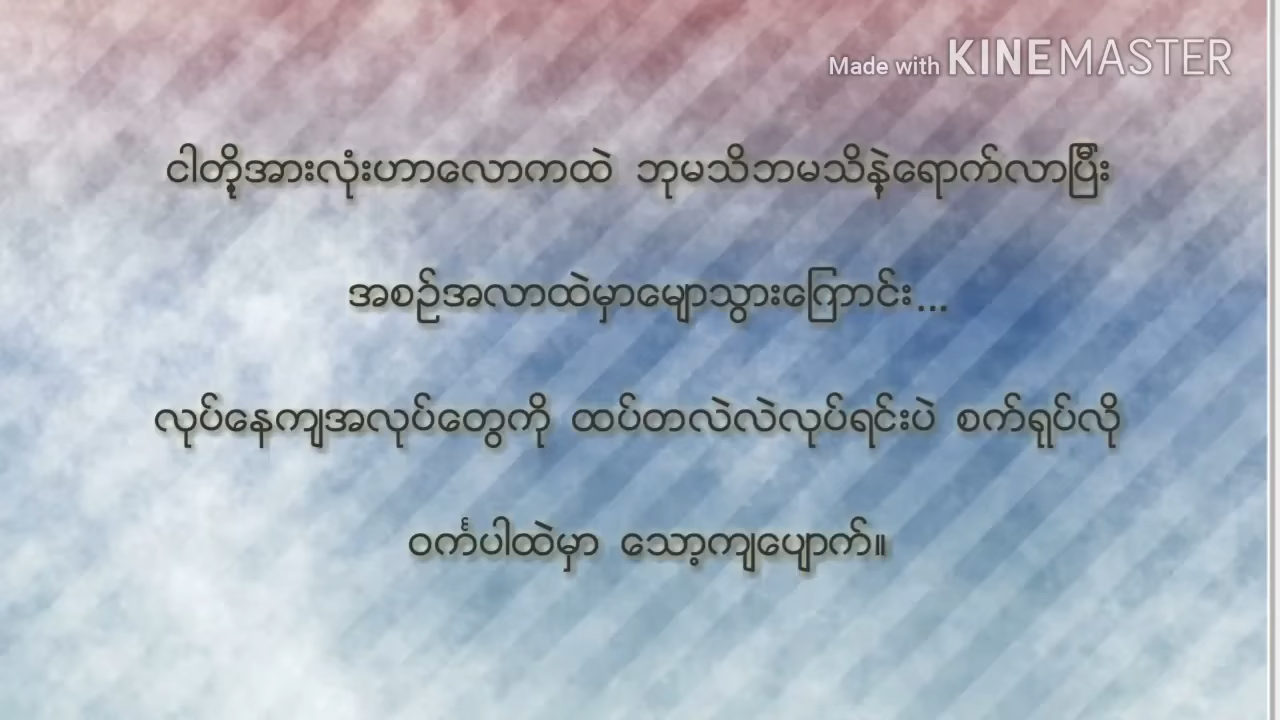 Made with KINEMASTER
ငါတို့အားလုံးဟာလောကထဲ ဘုမသိဘမသိနဲ့ရောက်လာပြီး
အစဉ်အလာထဲမှာမျောသွားကြောင်း...
လုပ်နေကျအလုပ်တွေကို ထပ်တလဲလဲလုပ်ရင်းပဲ စက်ရုပ်လို
ဝင်္ကပါထဲမှာ သော့ကျပျောက်။